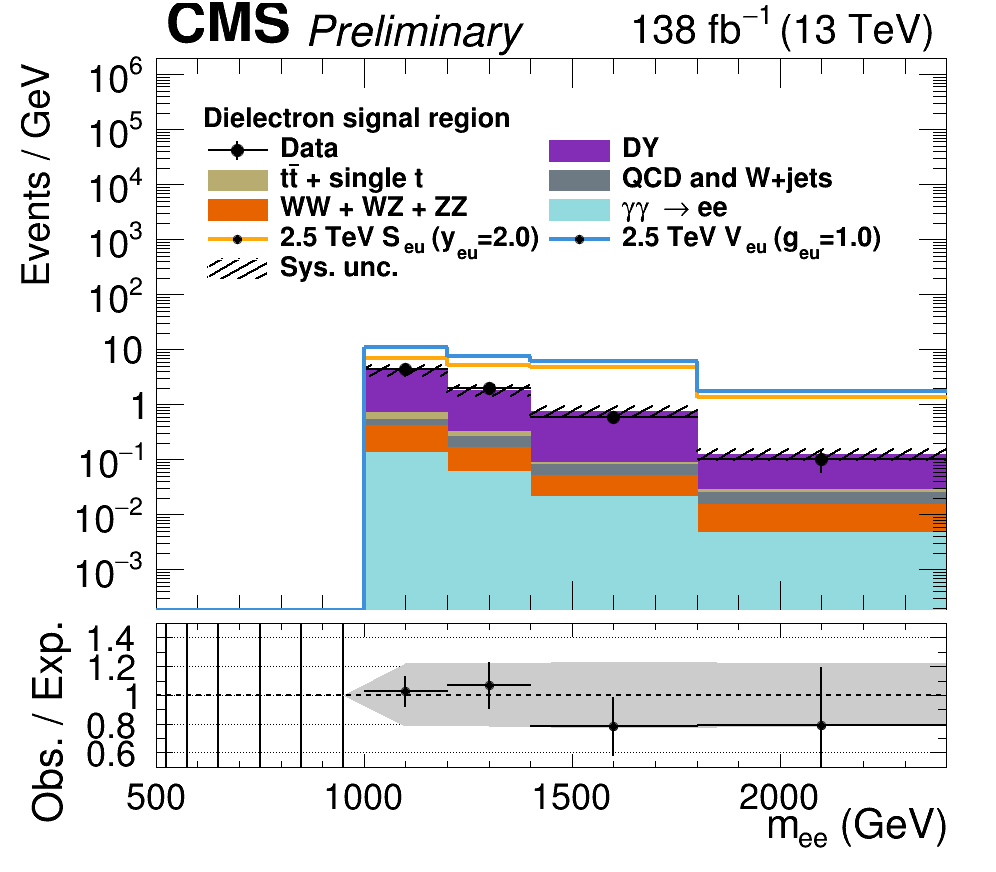 CMS Preliminary 138 fb⁻¹ (13 TeV)
Events / GeV
10⁶
10⁵
10⁴
10³
10²
10
1
10⁻¹
10⁻²
10⁻³
Dielectron signal region
Data
DY
tt̄ + single t
QCD and W+jets
WW + WZ + ZZ
γγ → ee
2.5 TeV S_eu (y_eu=2.0)
2.5 TeV V_eu (g_eu=1.0)
Sys. unc.
Obs. / Exp.
1.4
1.2
1
0.8
0.6
500 1000 1500 2000
m_ee (GeV)